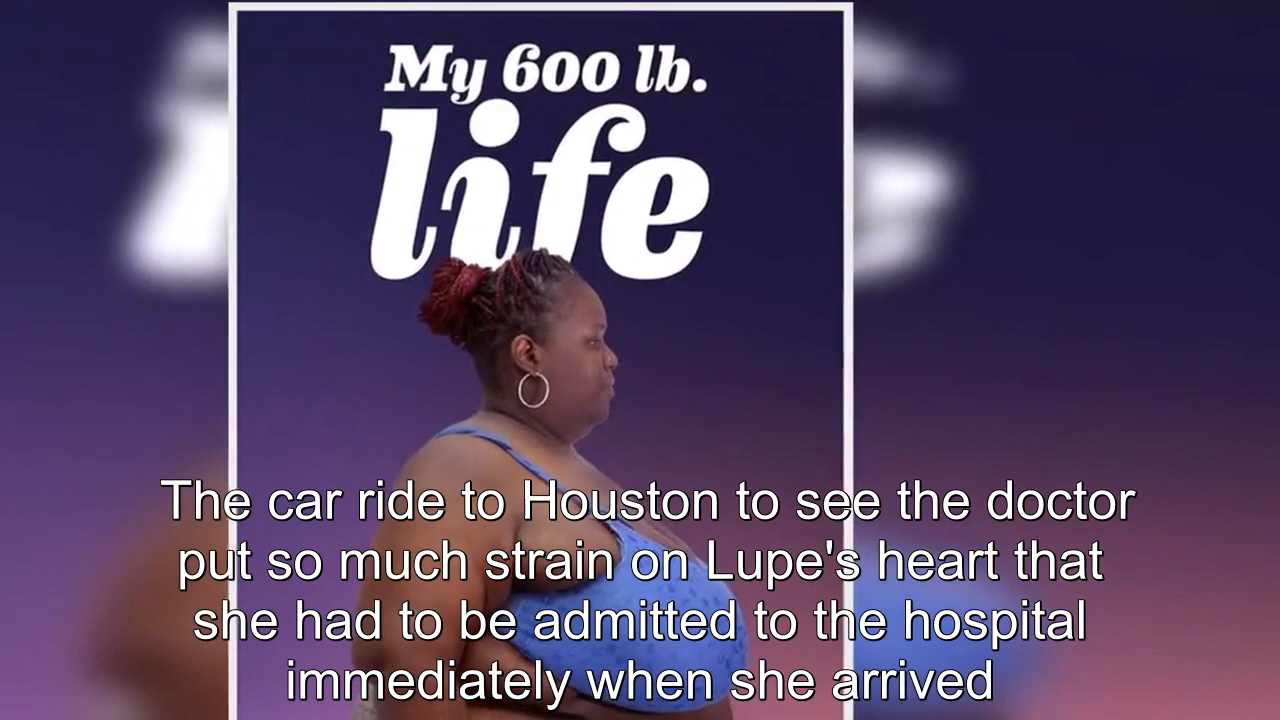 My 600 lb.
life
The car ride to Houston to see the doctor
put so much strain on Lupe's heart that
she had to be admitted to the hospital
immediately when she arrived